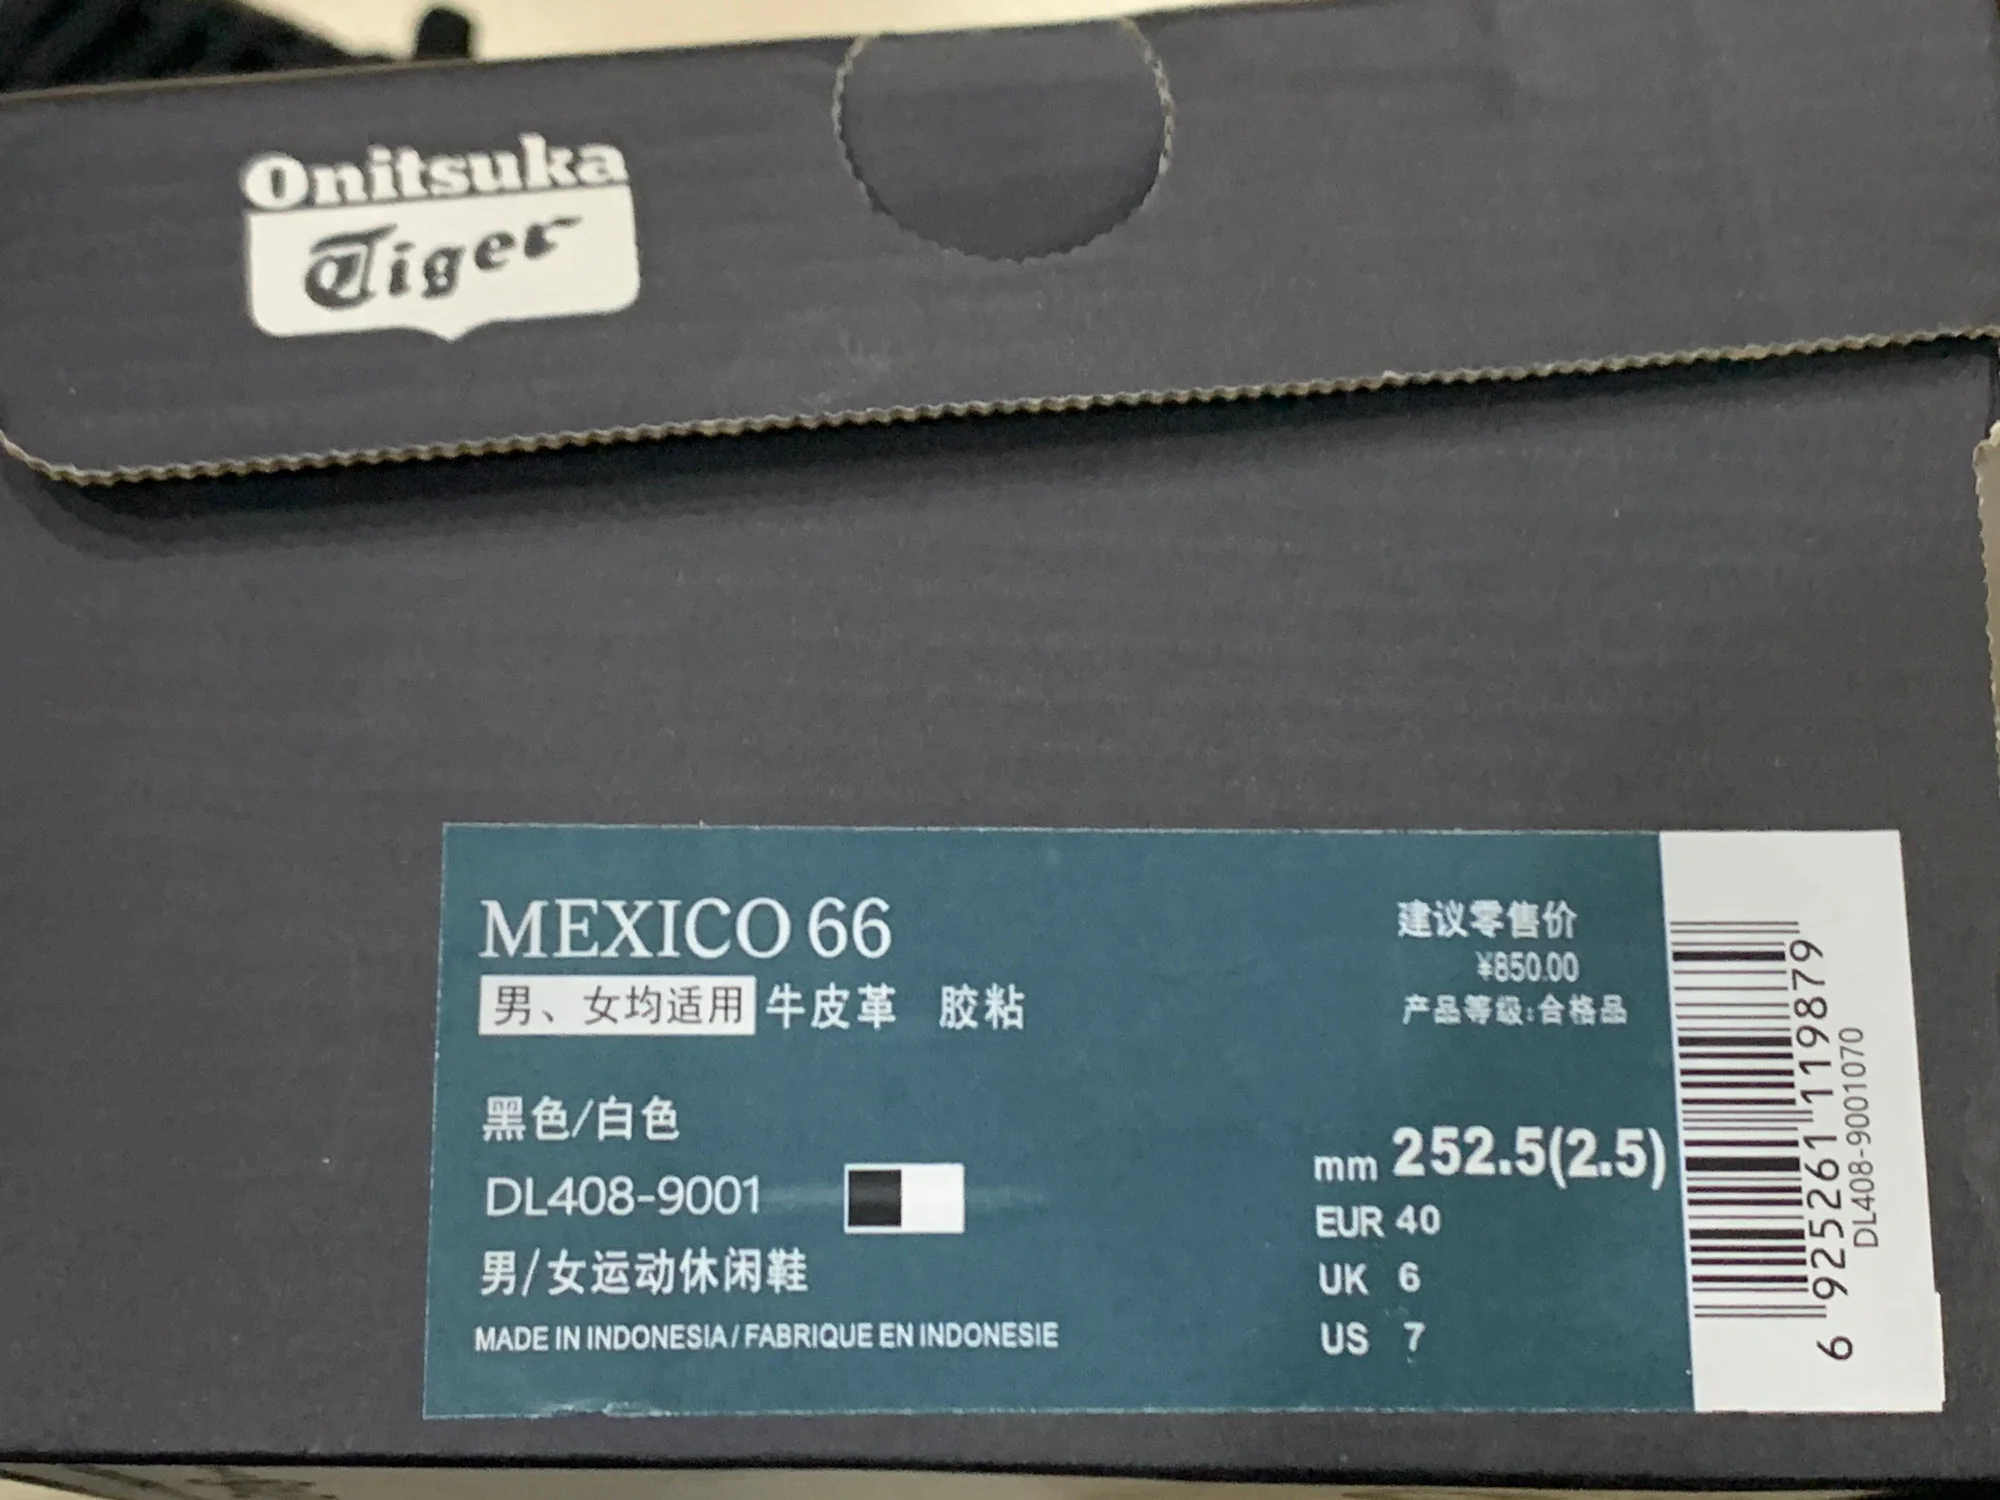 Onitsuka
Tiger
MEXICO 66
男、女均适用 牛皮革 胶粘
黑色/白色
DL408-9001
男/女运动休闲鞋
MADE IN INDONESIA / FABRIQUE EN INDONESIE
建议零售价
¥850.00
产品等级:合格品
mm 252.5(2.5)
EUR 40
UK 6
US 7
6 925261 119879
DL408-9001070